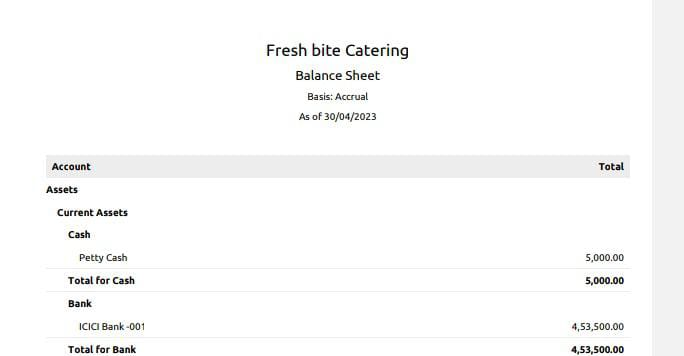 Fresh bite Catering
Balance Sheet
Basis: Accrual
As of 30/04/2023
Account Total
Assets
Current Assets
Cash
Petty Cash 5,000.00
Total for Cash 5,000.00
Bank
ICICI Bank -001 4,53,500.00
Total for Bank 4,53,500.00